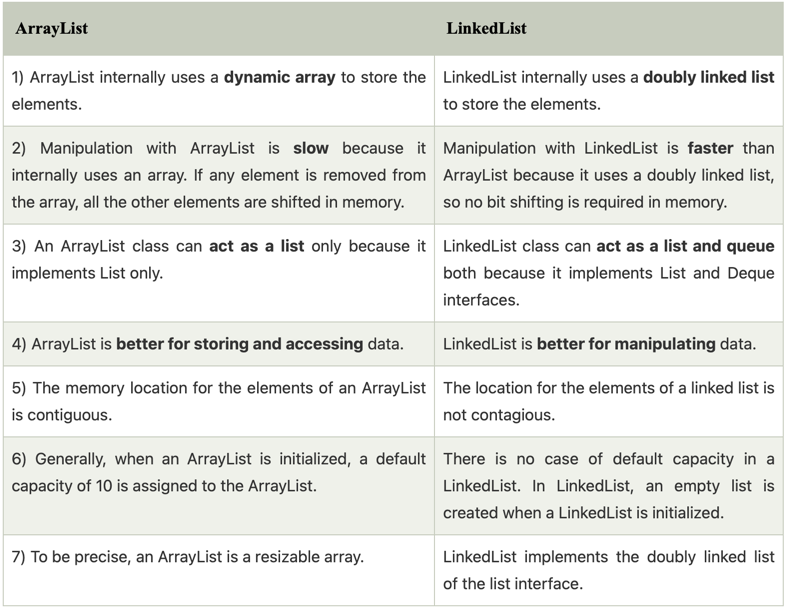 ArrayList
LinkedList
1) ArrayList internally uses a dynamic array to store the
elements.
LinkedList internally uses a doubly linked list
to store the elements.
2) Manipulation with ArrayList is slow because it
internally uses an array. If any element is removed from
the array, all the other elements are shifted in memory.
Manipulation with LinkedList is faster than
ArrayList because it uses a doubly linked list,
so no bit shifting is required in memory.
3) An ArrayList class can act as a list only because it
implements List only.
LinkedList class can act as a list and queue
both because it implements List and Deque
interfaces.
4) ArrayList is better for storing and accessing data.
LinkedList is better for manipulating data.
5) The memory location for the elements of an ArrayList
is contiguous.
The location for the elements of a linked list is
not contagious.
6) Generally, when an ArrayList is initialized, a default
capacity of 10 is assigned to the ArrayList.
There is no case of default capacity in a
LinkedList. In LinkedList, an empty list is
created when a LinkedList is initialized.
7) To be precise, an ArrayList is a resizable array.
LinkedList implements the doubly linked list
of the list interface.